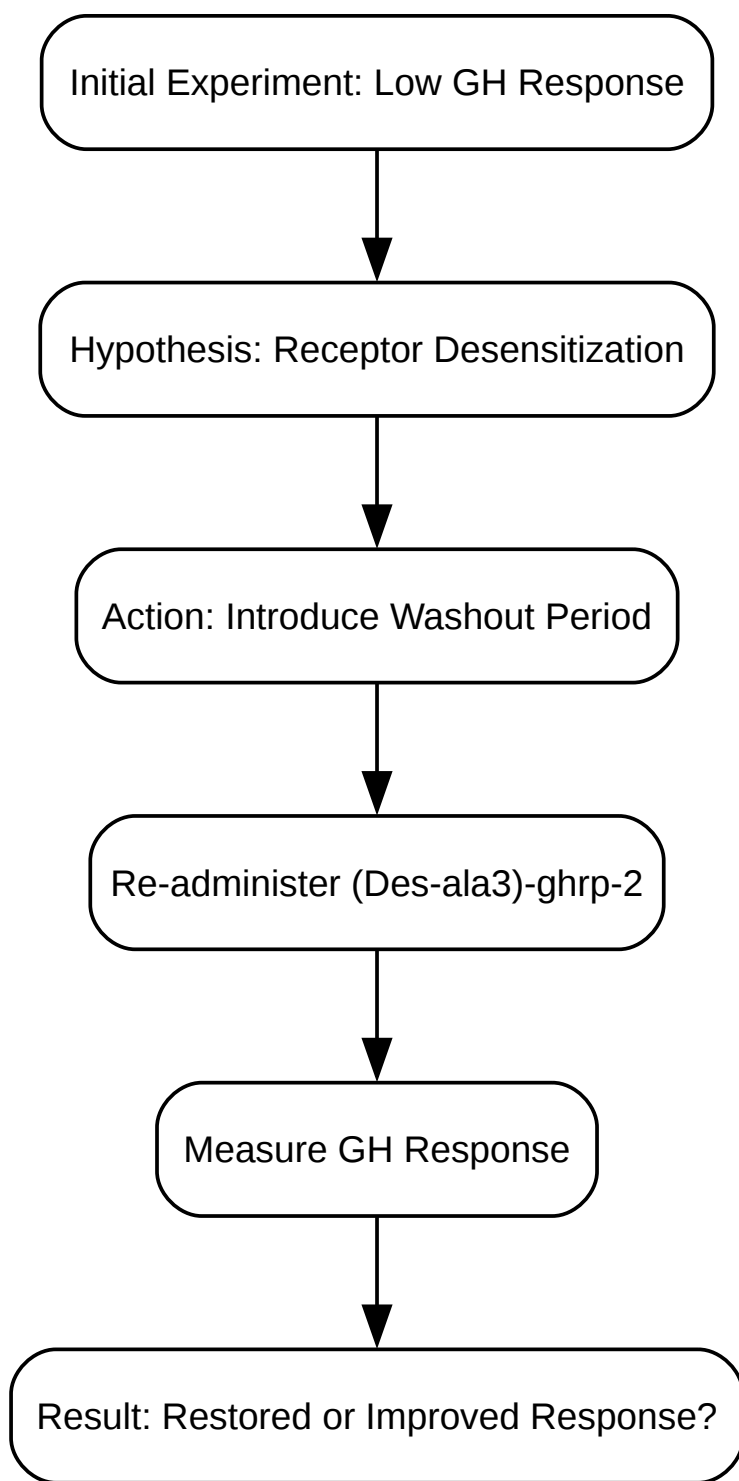 Initial Experiment: Low GH Response
Hypothesis: Receptor Desensitization
Action: Introduce Washout Period
Re-administer (Des-ala3)-ghrp-2
Measure GH Response
Result: Restored or Improved Response?